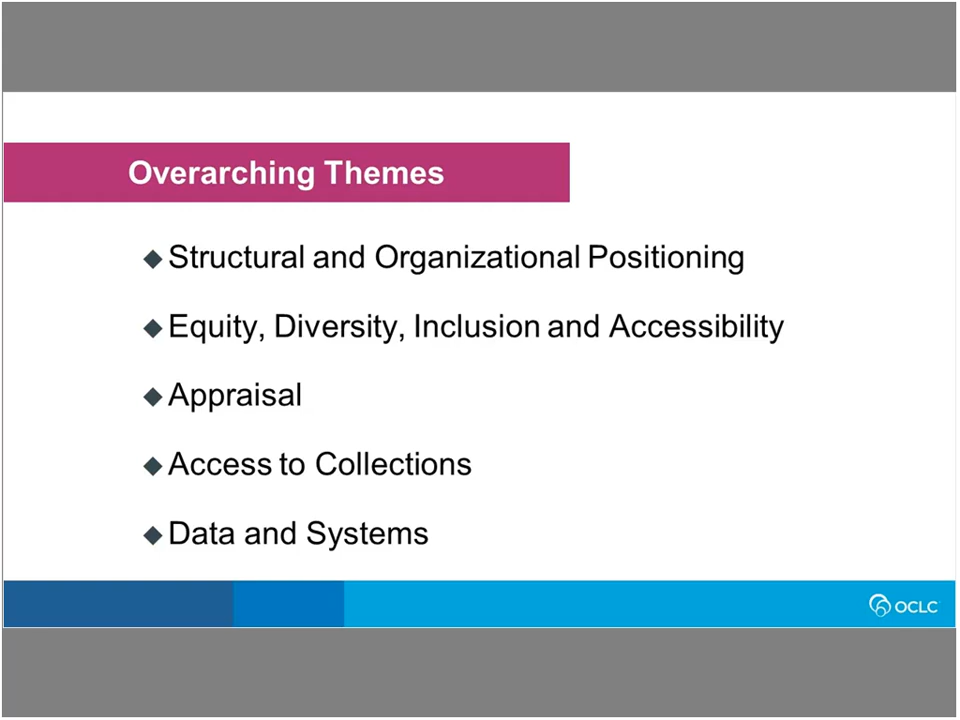 Overarching Themes
Structural and Organizational Positioning
Equity, Diversity, Inclusion and Accessibility
Appraisal
Access to Collections
Data and Systems
OCLC